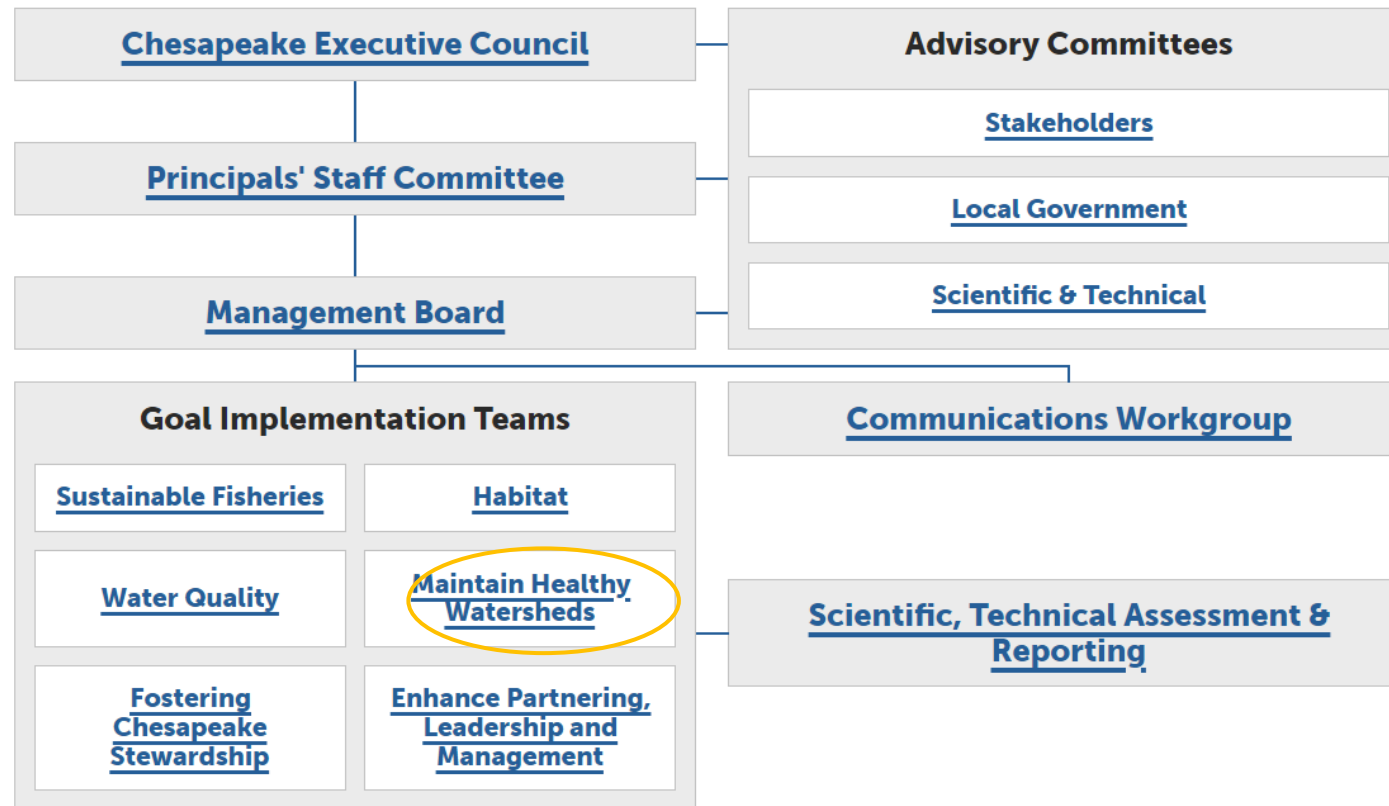 Chesapeake Executive Council
Principals' Staff Committee
Management Board
Advisory Committees
Stakeholders
Local Government
Scientific & Technical
Goal Implementation Teams
Sustainable Fisheries
Habitat
Water Quality
Maintain Healthy
Watersheds
Fostering
Chesapeake
Stewardship
Enhance Partnering,
Leadership and
Management
Communications Workgroup
Scientific, Technical Assessment &
Reporting